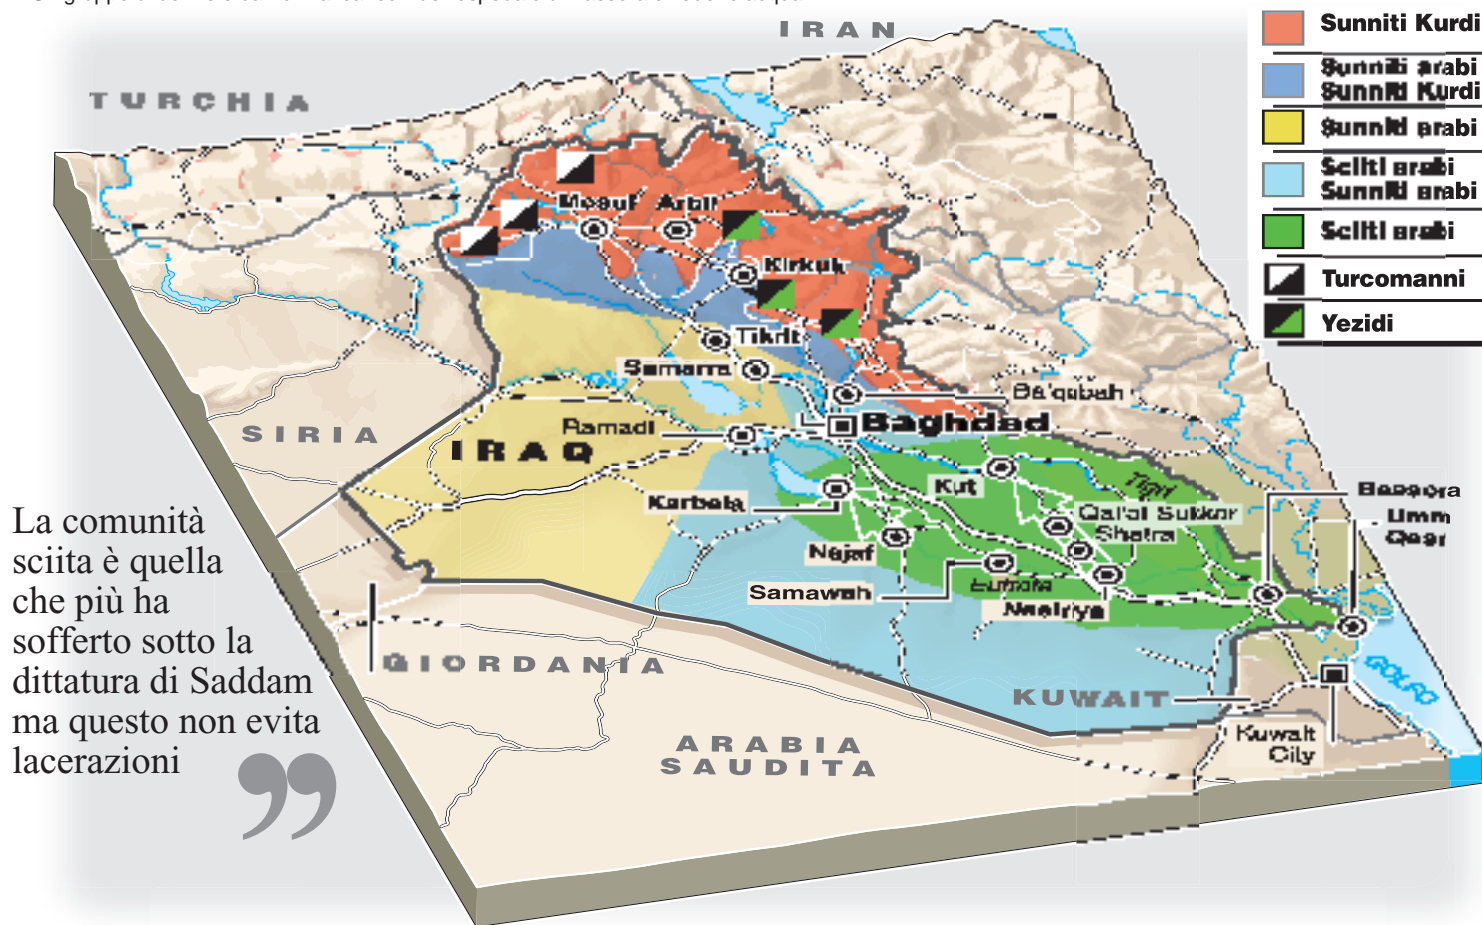 IRAN
TURCHIA
Sunniti Kurdi
Sunniti arabi
Sunniti Kurdi
Sunniti arabi
Sciiti arabi
Sunniti arabi
Sciiti arabi
Turcomanni
Yezidi
Mosul
Arbil
Kirkuk
Tikrit
Samarra
Ba'qubah
SIRIA
Ramadi
Baghdad
IRAQ
Kut
Tigri
Karbala
Bassora
Qal'at Sukkar
Shatra
Umm
Qasr
Najaf
Samawah
Eufrate
Nasiriya
La comunità
sciita è quella
che più ha
sofferto sotto la
dittatura di Saddam
ma questo non evita
lacerazioni
”
GIORDANIA
KUWAIT
GOLFO
ARABIA
SAUDITA
Kuwait
City